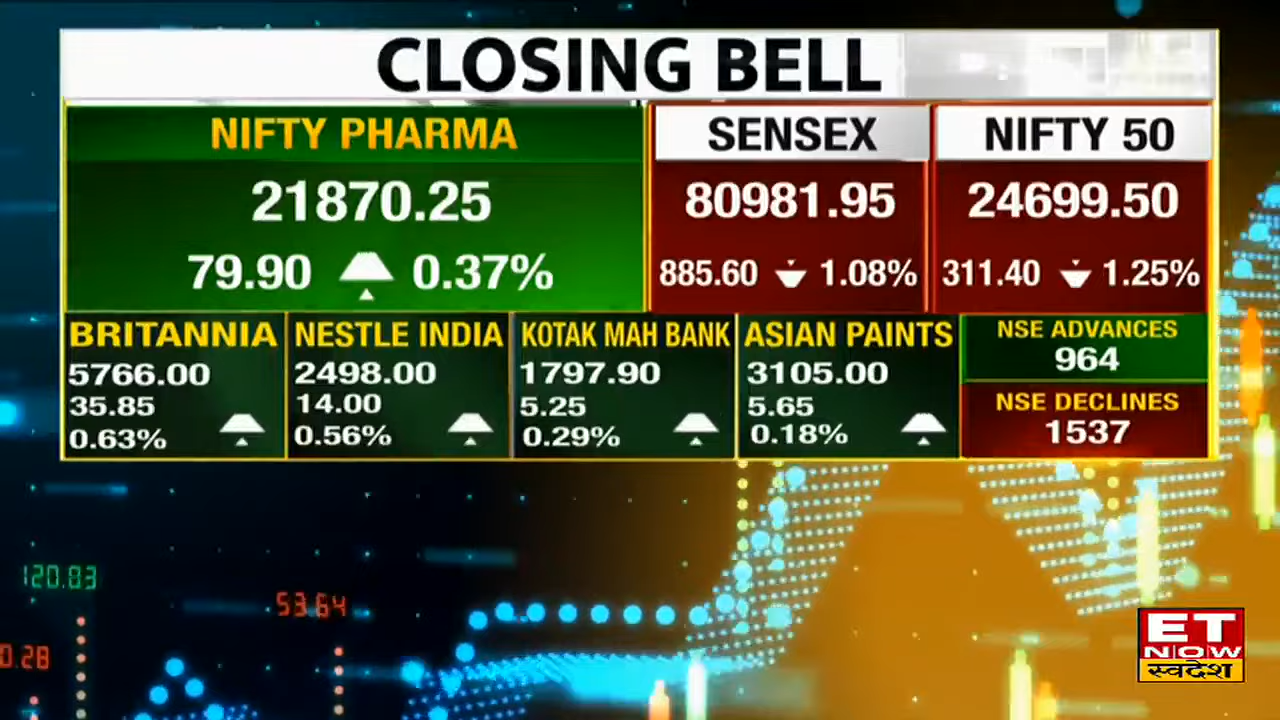 CLOSING BELL
NIFTY PHARMA
21870.25
79.90 0.37%
SENSEX
80981.95
885.60 1.08%
NIFTY 50
24699.50
311.40 1.25%
BRITANNIA
5766.00
35.85
0.63%
NESTLE INDIA
2498.00
14.00
0.56%
KOTAK MAH BANK
1797.90
5.25
0.29%
ASIAN PAINTS
3105.00
5.65
0.18%
NSE ADVANCES
964
NSE DECLINES
1537
120.83
53.64
0.28
ET
NOW
स्वदेश